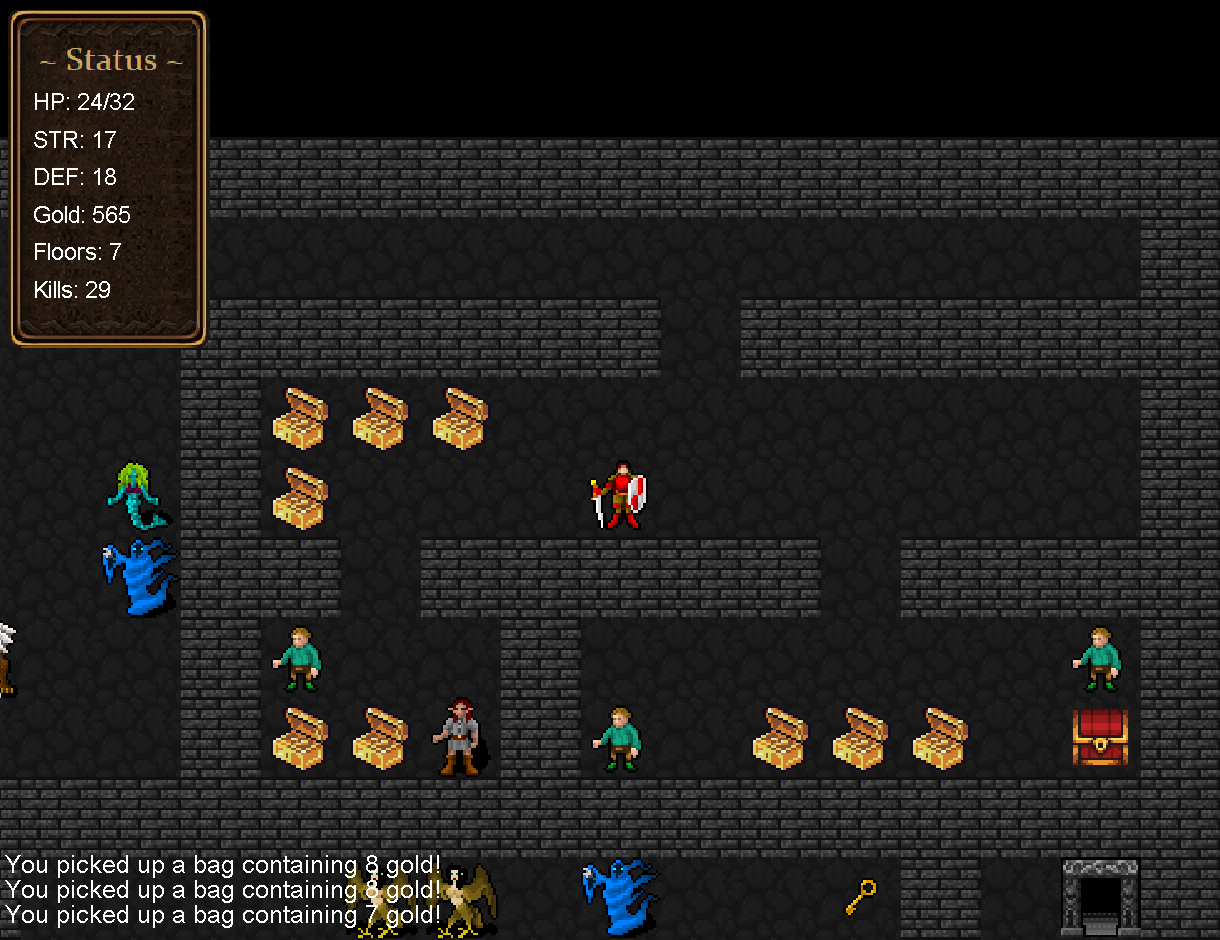 ~ Status ~
HP: 24/32
STR: 17
DEF: 18
Gold: 565
Floors: 7
Kills: 29
You picked up a bag containing 8 gold!
You picked up a bag containing 8 gold!
You picked up a bag containing 7 gold!